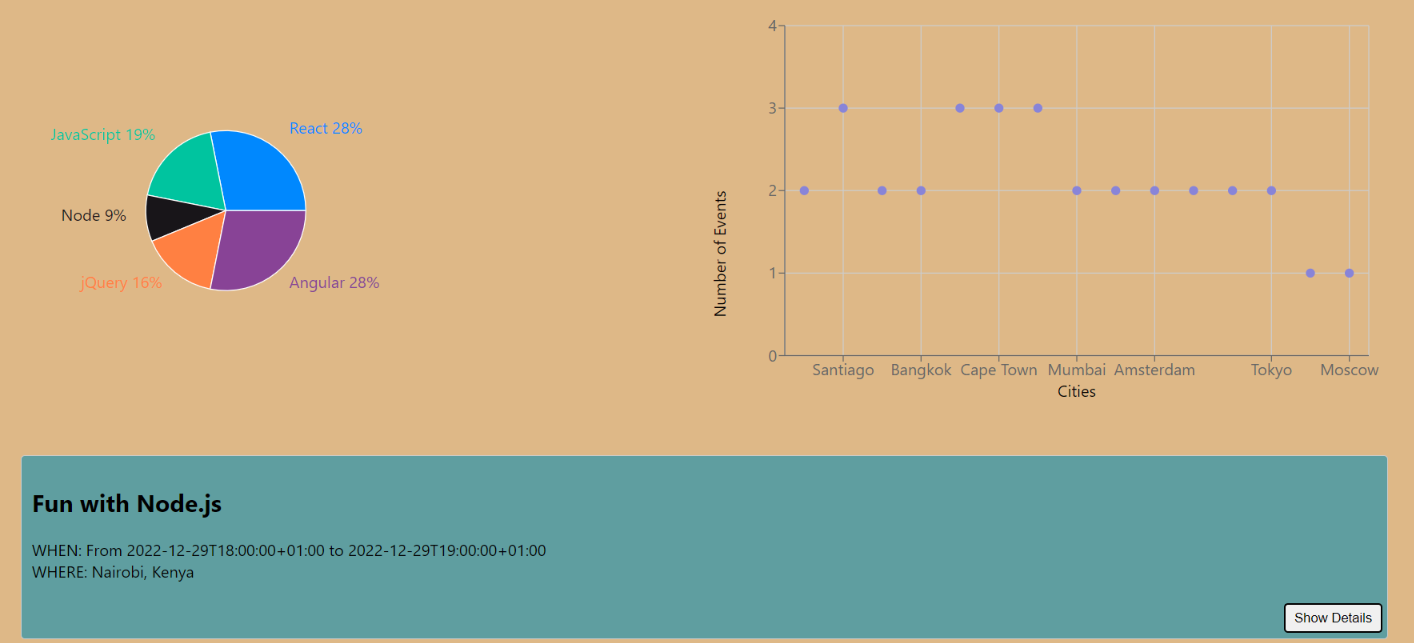 JavaScript 19%
React 28%
Node 9%
jQuery 16%
Angular 28%
4
3
2
1
0
Number of Events
Santiago Bangkok Cape Town Mumbai Amsterdam Tokyo Moscow
Cities
Fun with Node.js
WHEN: From 2022-12-29T18:00:00+01:00 to 2022-12-29T19:00:00+01:00
WHERE: Nairobi, Kenya
Show Details